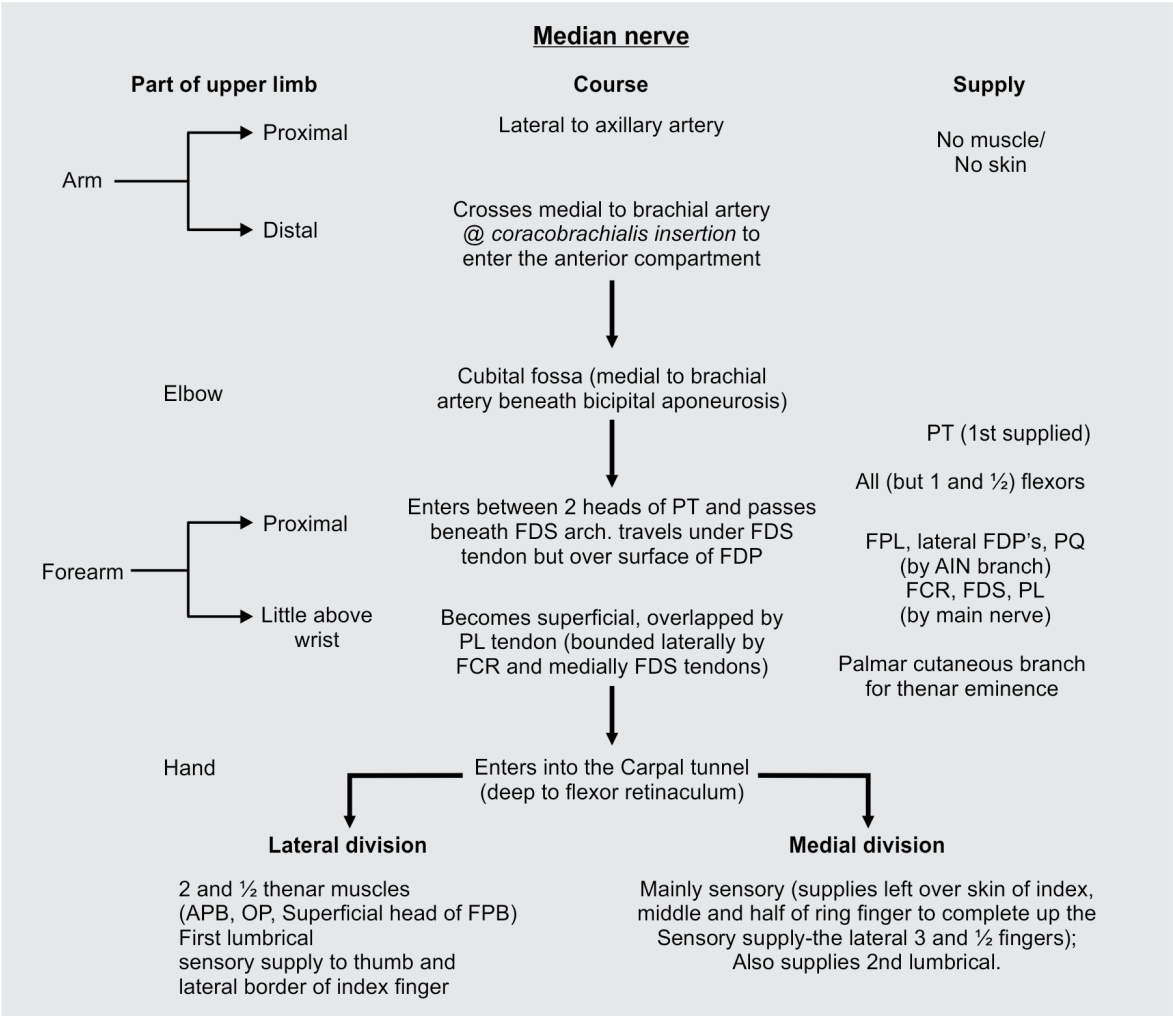 Median nerve
Part of upper limb
Course
Supply
Arm
Proximal
Lateral to axillary artery
No muscle/
No skin
Distal
Crosses medial to brachial artery
@ coracobrachialis insertion to
enter the anterior compartment
Elbow
Cubital fossa (medial to brachial
artery beneath bicipital aponeurosis)
PT (1st supplied)
All (but 1 and ½) flexors
Forearm
Proximal
Enters between 2 heads of PT and passes
beneath FDS arch. travels under FDS
tendon but over surface of FDP
FPL, lateral FDP's, PQ
(by AIN branch)
FCR, FDS, PL
(by main nerve)
Little above
wrist
Becomes superficial, overlapped by
PL tendon (bounded laterally by
FCR and medially FDS tendons)
Palmar cutaneous branch
for thenar eminence
Hand
Enters into the Carpal tunnel
(deep to flexor retinaculum)
Lateral division
2 and ½ thenar muscles
(APB, OP, Superficial head of FPB)
First lumbrical
sensory supply to thumb and
lateral border of index finger
Medial division
Mainly sensory (supplies left over skin of index,
middle and half of ring finger to complete up the
Sensory supply-the lateral 3 and ½ fingers);
Also supplies 2nd lumbrical.